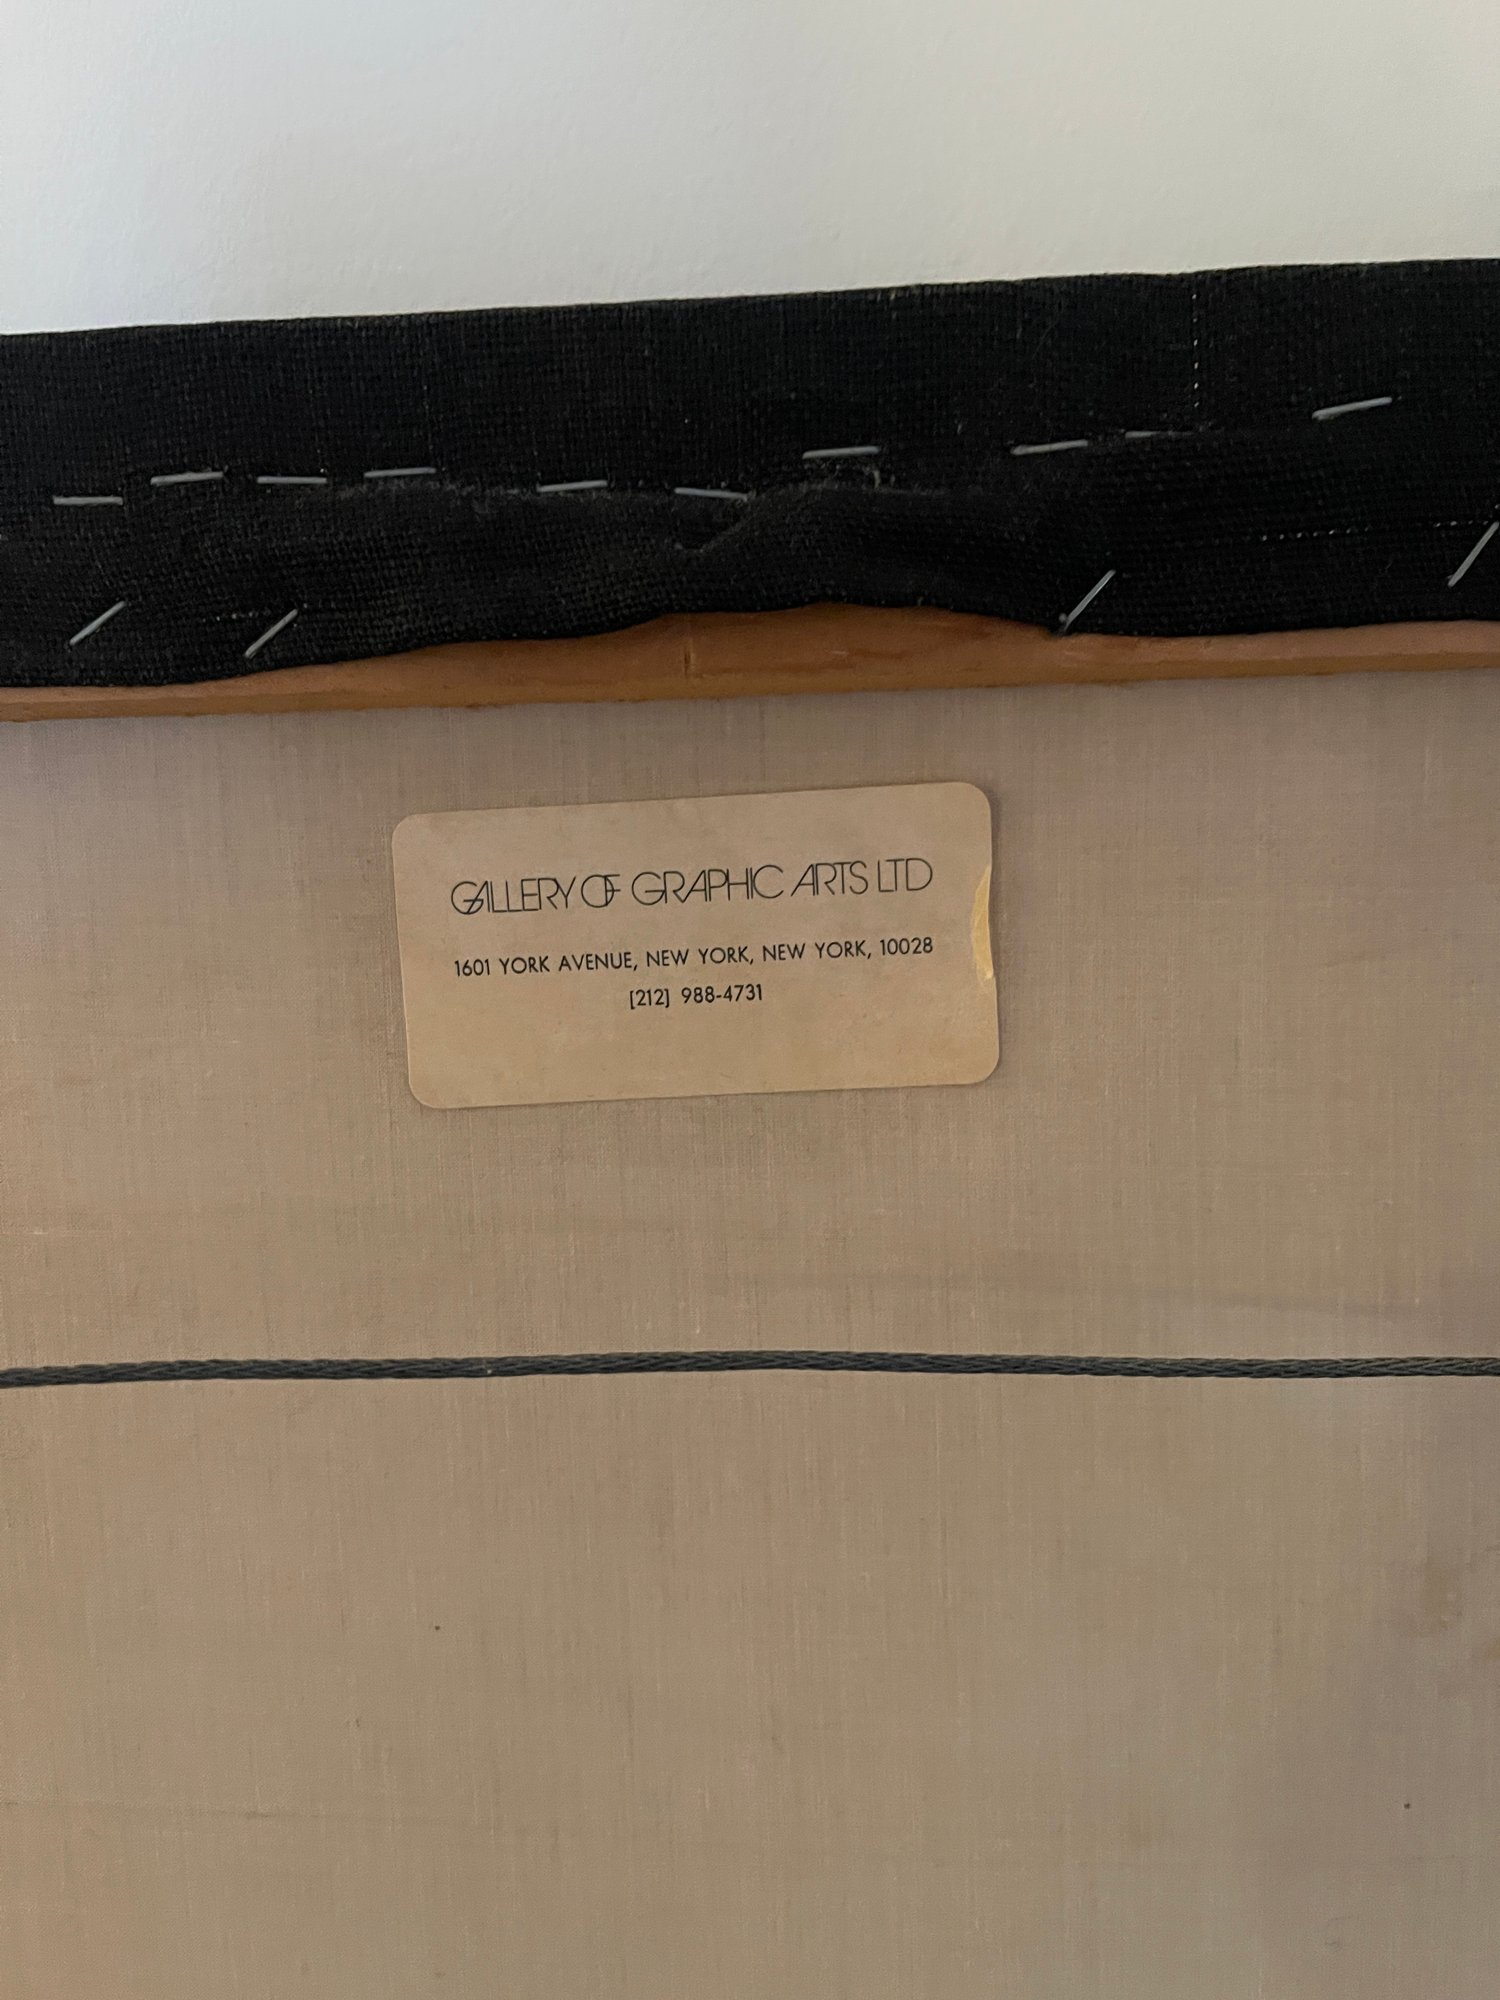 GALLERY OF GRAPHIC ARTS LTD
1601 YORK AVENUE, NEW YORK, NEW YORK, 10028
[212] 988-4731